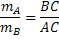 m_A/m_B = BC/AC